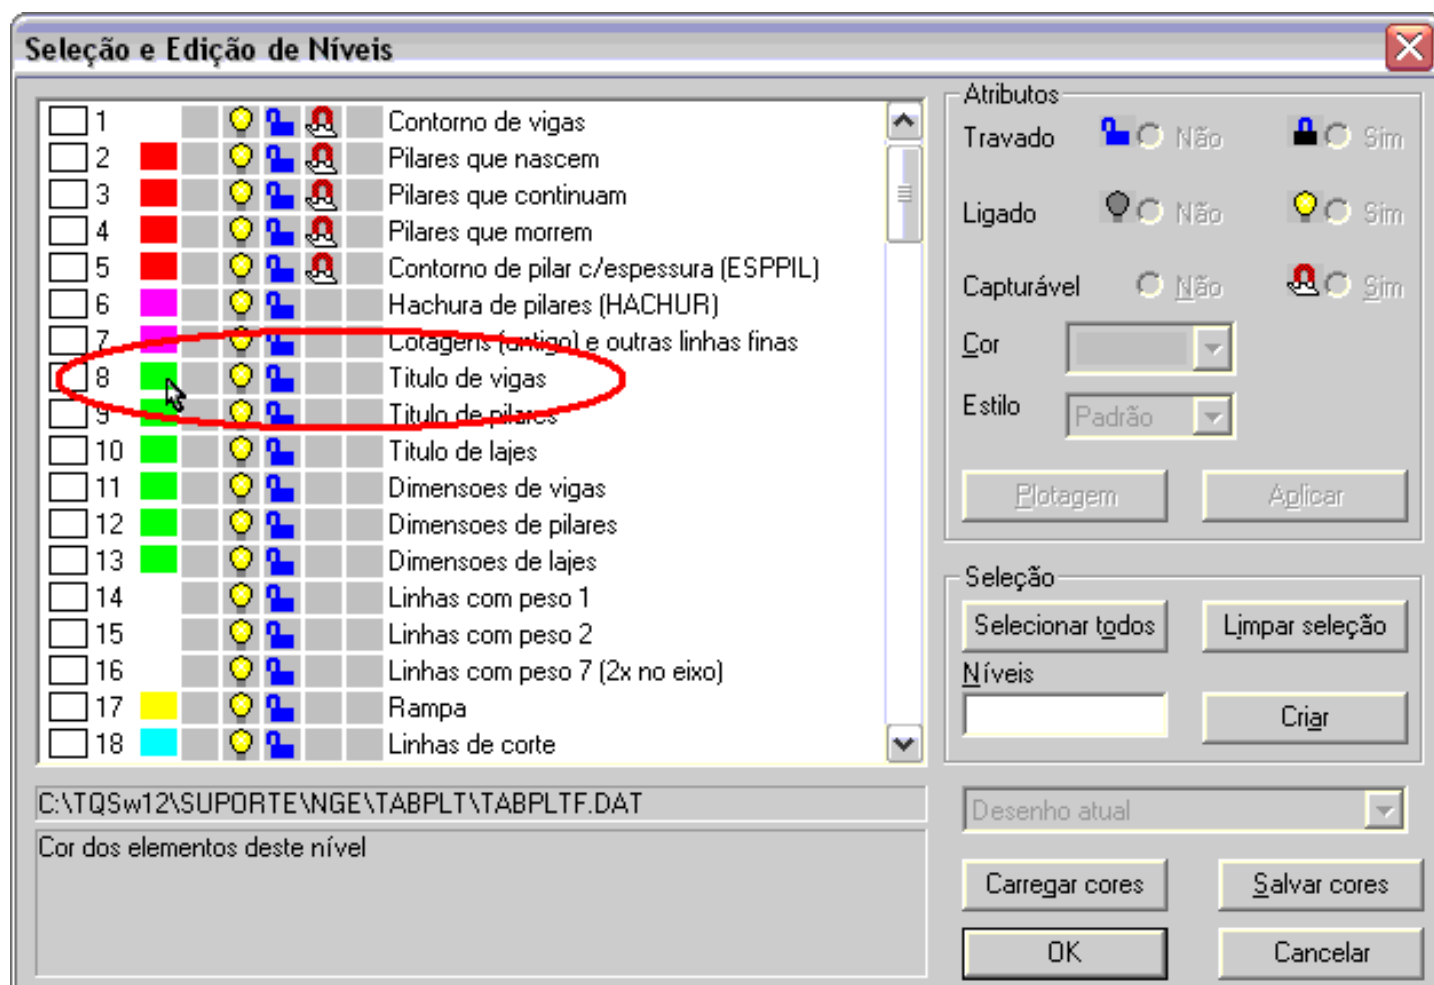 Seleção e Edição de Níveis
1 Contorno de vigas
2 Pilares que nascem
3 Pilares que continuam
4 Pilares que morrem
5 Contorno de pilar c/espessura (ESPPIL)
6 Hachura de pilares (HACHUR)
7 Cotagens (antigo) e outras linhas finas
8 Titulo de vigas
9 Titulo de pilares
10 Titulo de lajes
11 Dimensoes de vigas
12 Dimensoes de pilares
13 Dimensoes de lajes
14 Linhas com peso 1
15 Linhas com peso 2
16 Linhas com peso 7 (2x no eixo)
17 Rampa
18 Linhas de corte
C:\TQSw12\SUPORTE\NGE\TABPLT\TABPLTF.DAT
Cor dos elementos deste nível
Atributos
Travado Não Sim
Ligado Não Sim
Capturável Não Sim
Cor
Estilo Padrão
Plotagem Aplicar
Seleção
Selecionar todos Limpar seleção
Níveis
Criar
Desenho atual
Carregar cores Salvar cores
OK Cancelar